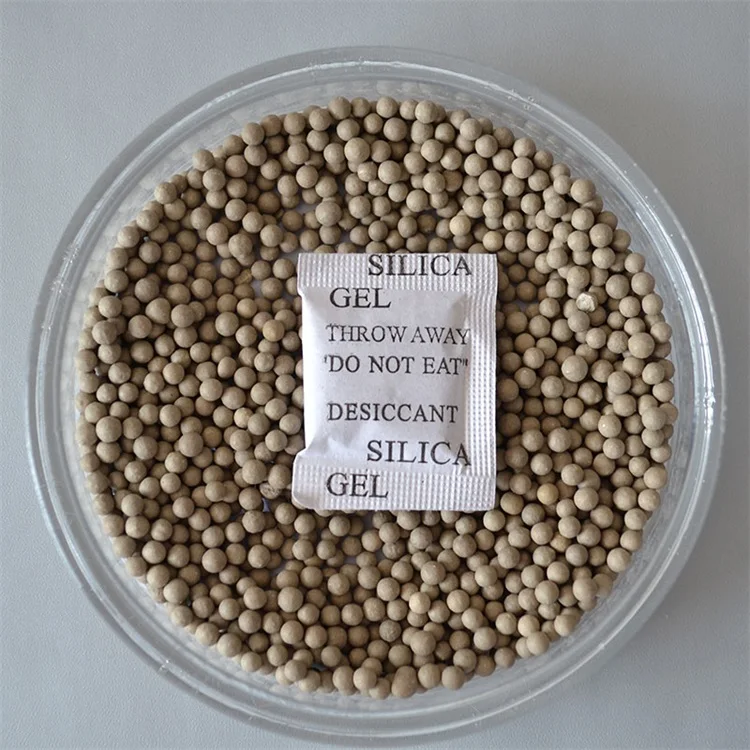 SILICA
GEL
THROW AWAY
"DO NOT EAT"
DESICCANT
SILICA
GEL